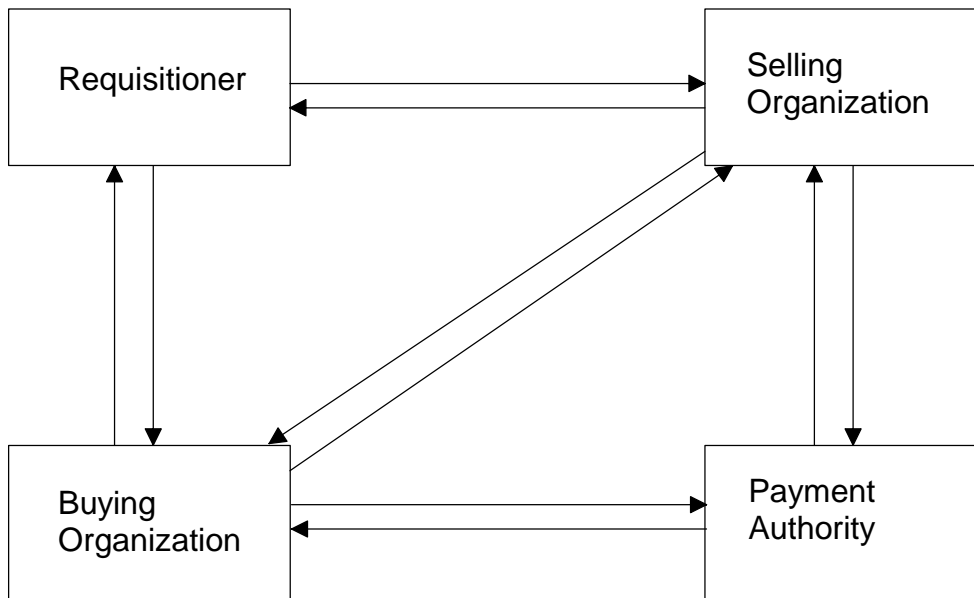 Requisitioner
Selling
Organization
Buying
Organization
Payment
Authority